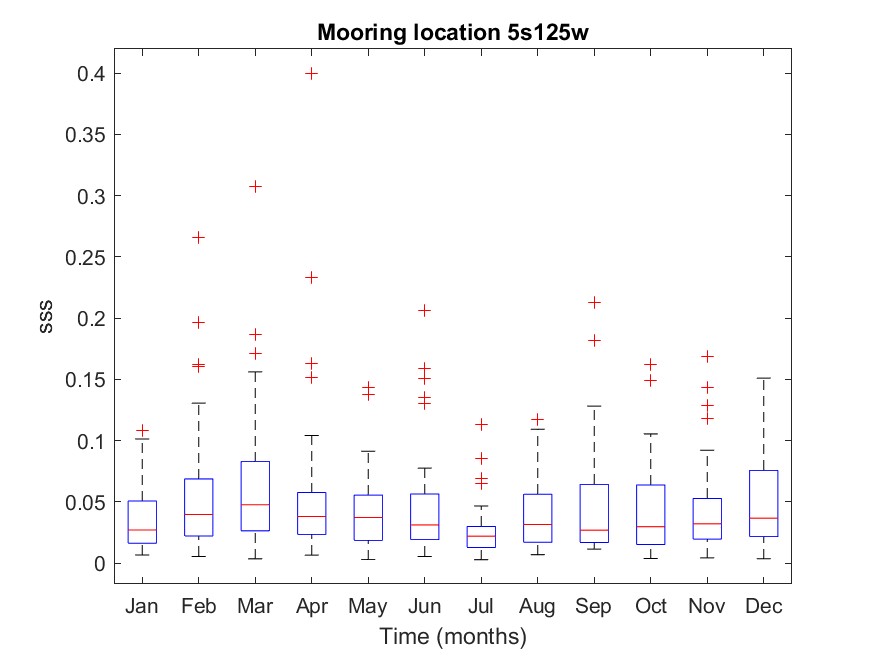 Mooring location 5s125w
0.4
0.35
0.3
0.25
0.2
0.15
0.1
0.05
0
sss
Jan Feb Mar Apr May Jun Jul Aug Sep Oct Nov Dec
Time (months)